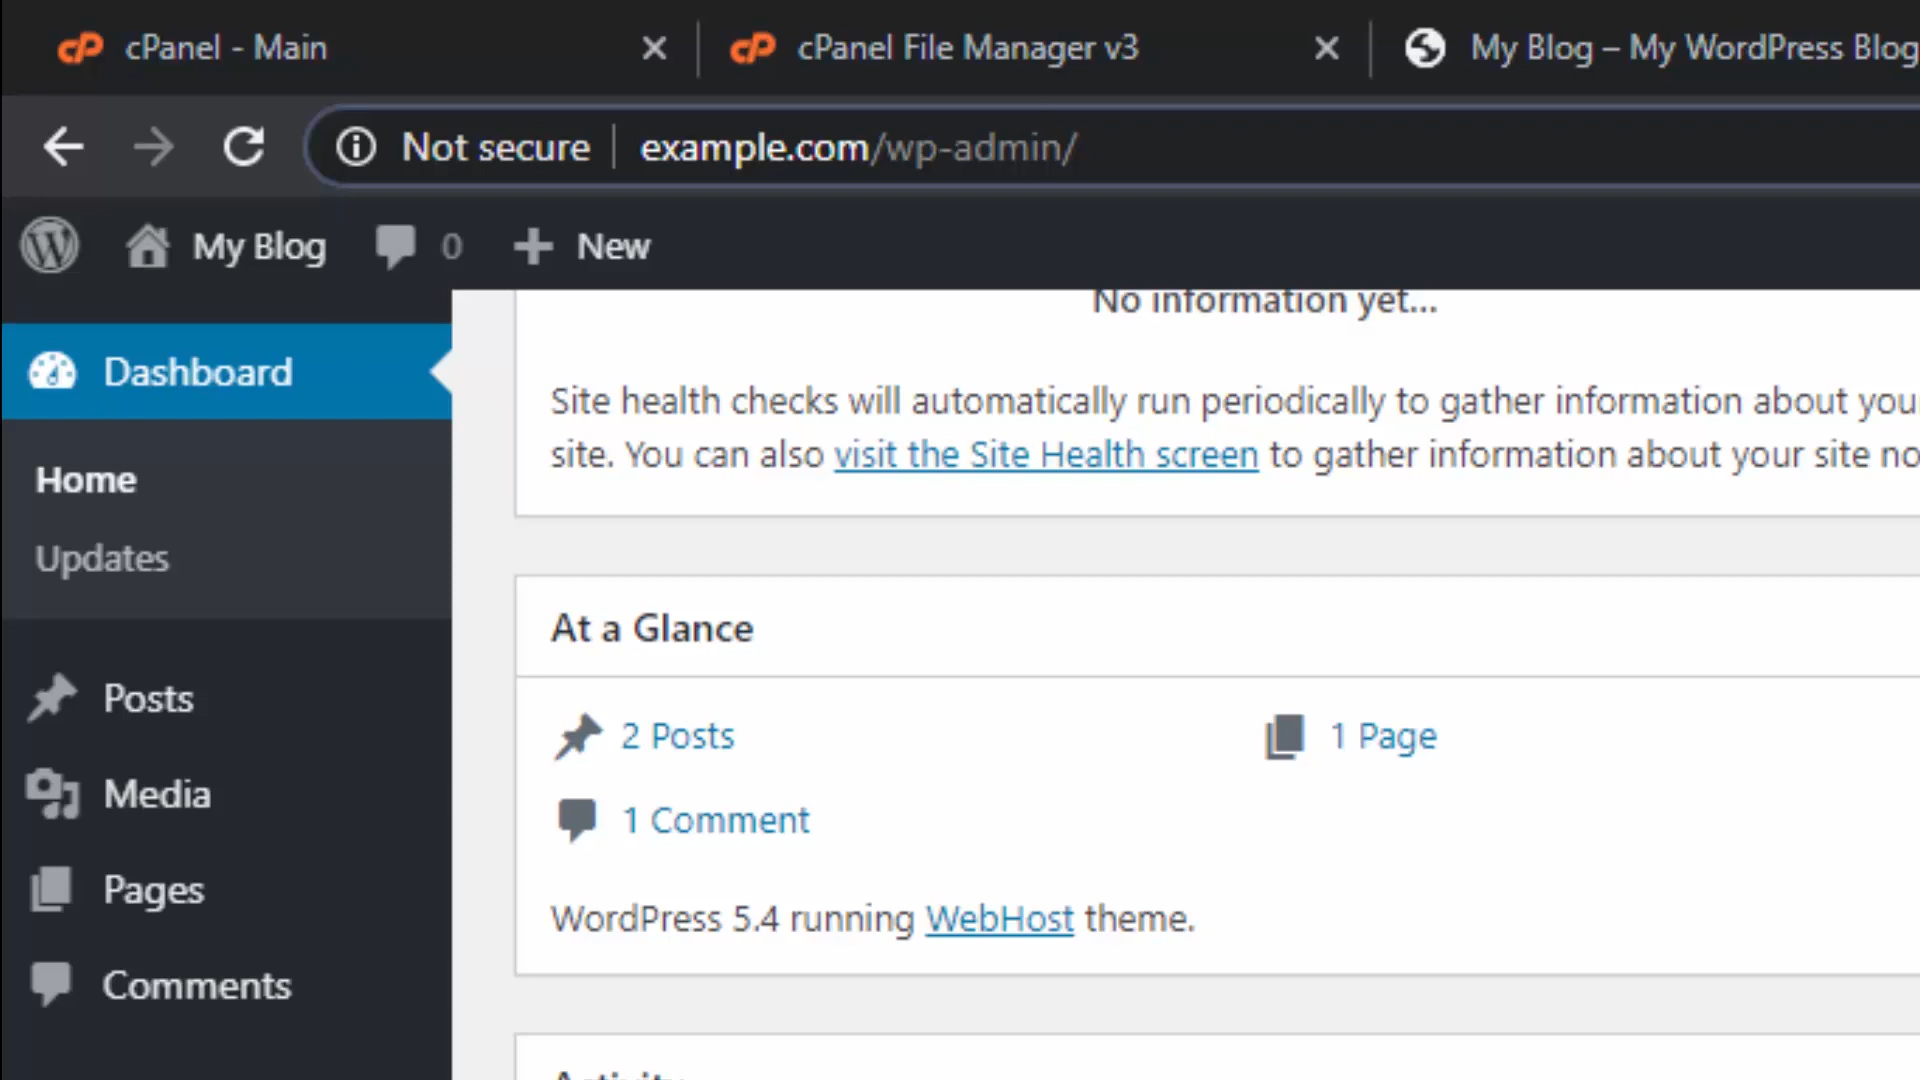 cPanel - Main
cPanel File Manager v3
My Blog – My WordPress Blog
Not secure
example.com/wp-admin/
My Blog
0
New
No information yet...
Dashboard
Site health checks will automatically run periodically to gather information about your
site. You can also visit the Site Health screen to gather information about your site no
Home
Updates
At a Glance
Posts
2 Posts
1 Page
Media
1 Comment
Pages
WordPress 5.4 running WebHost theme.
Comments
Activity